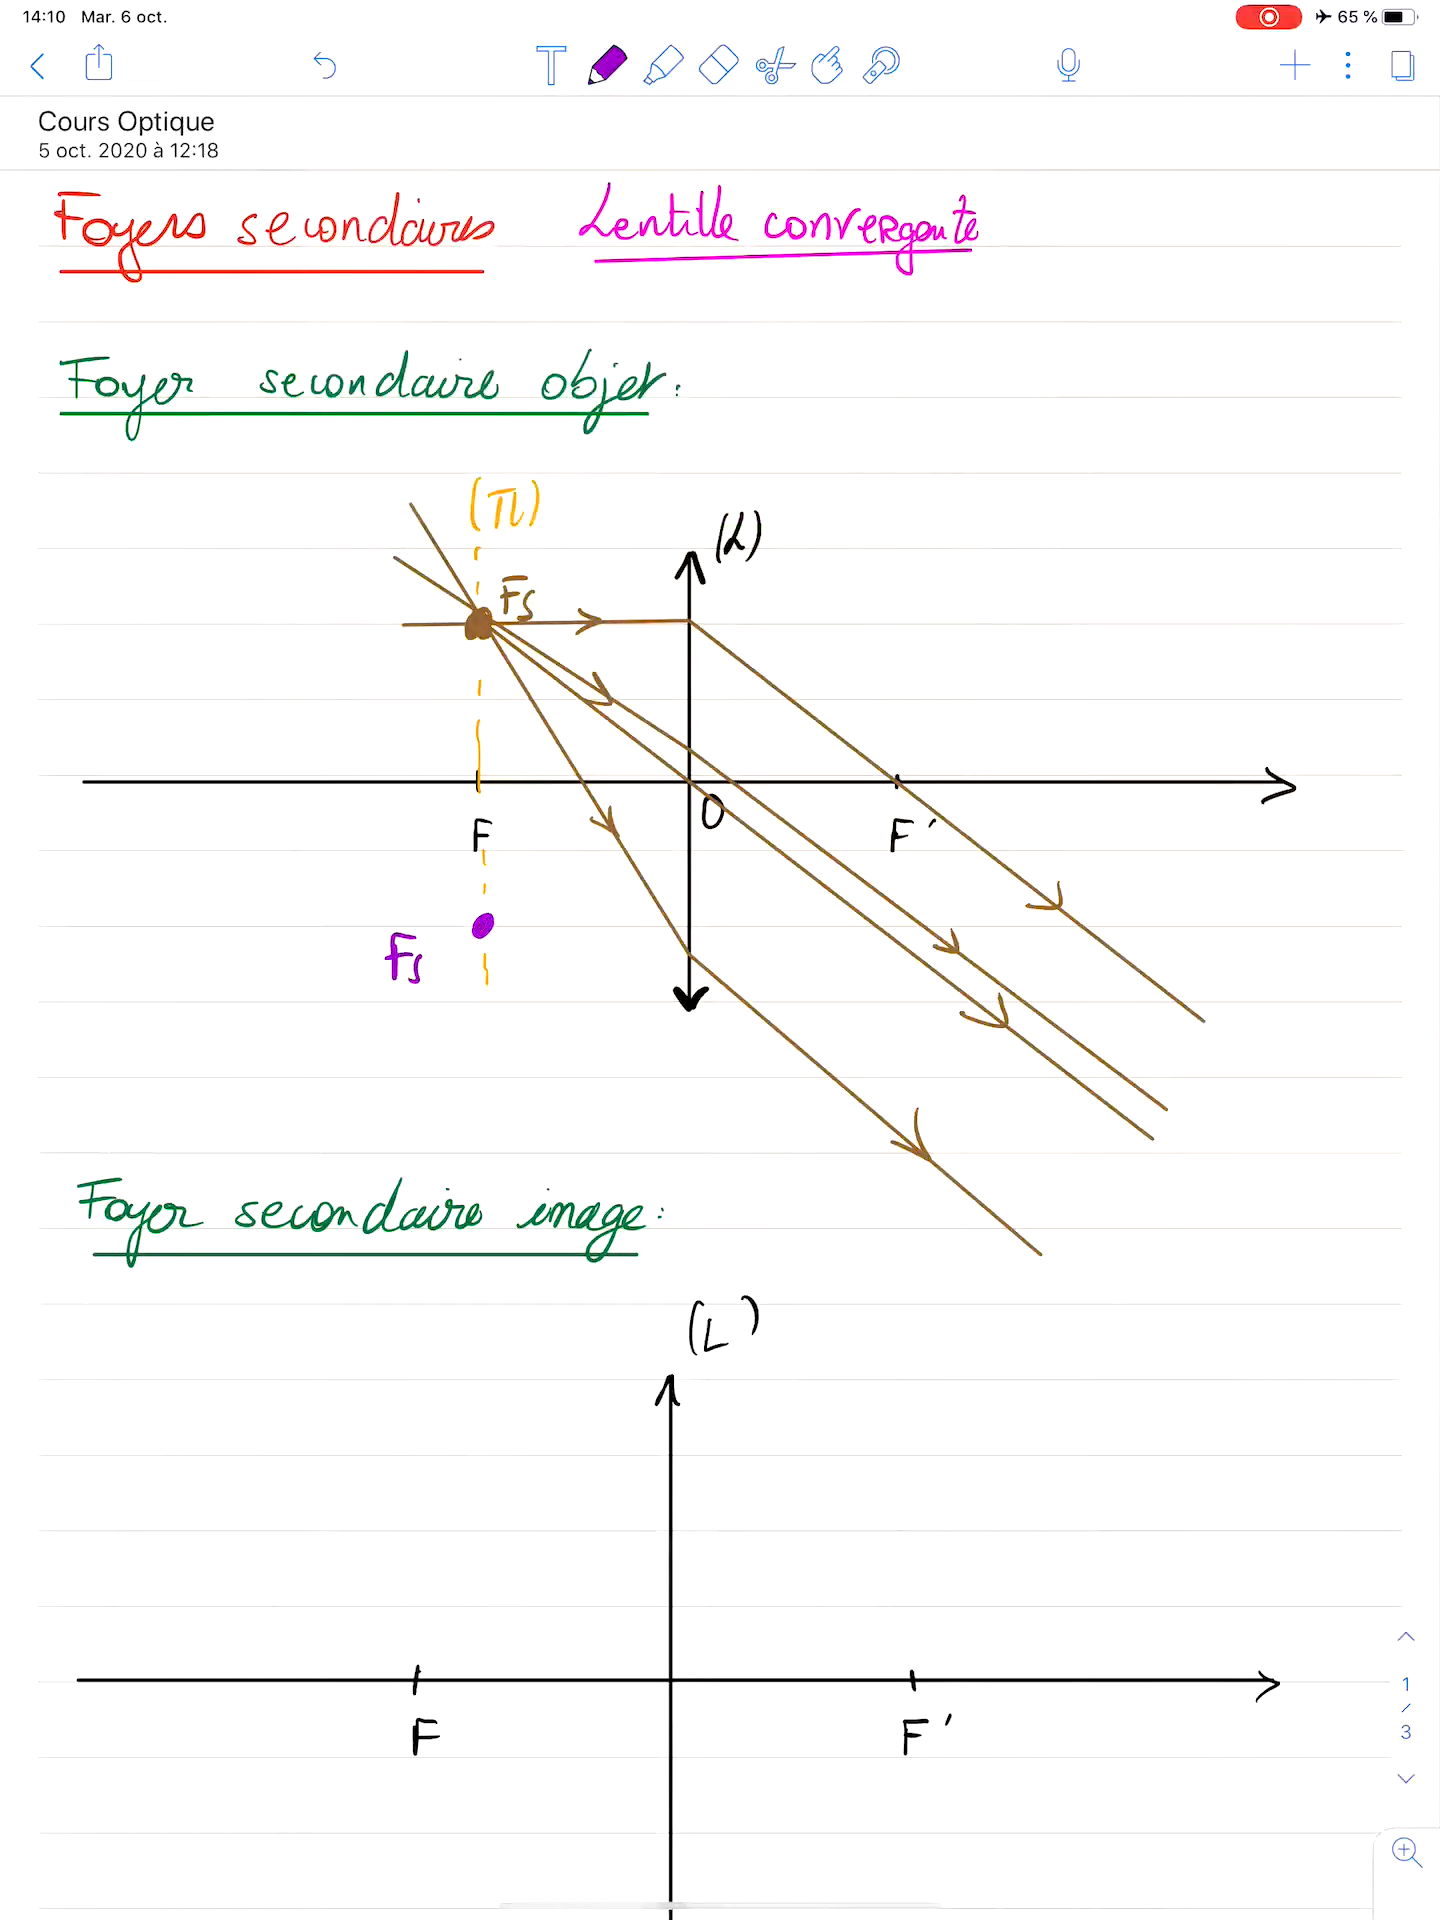 14:10 Mar. 6 oct. 65 %
Cours Optique
5 oct. 2020 à 12:18
Foyers secondaires Lentille convergente
Foyer secondaire objet :
(π)
(L)
Fs
O
F F'
Fs
Foyer secondaire image :
(L)
F F'
1
/
3